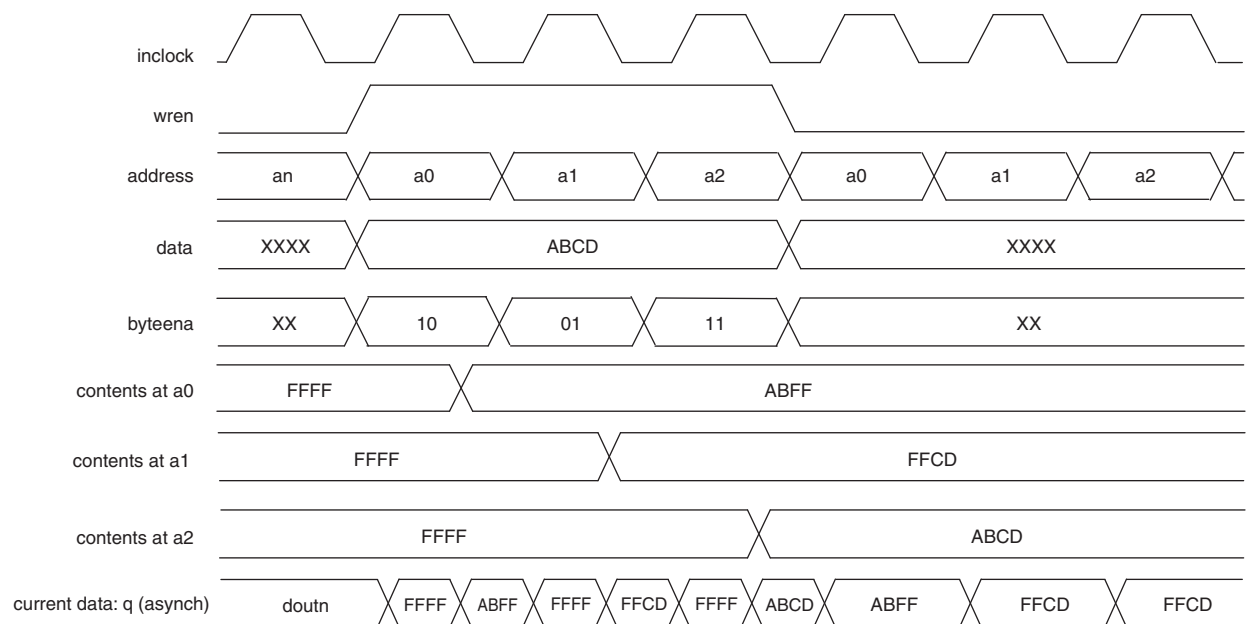 inclock
wren
address an a0 a1 a2 a0 a1 a2
data XXXX ABCD XXXX
byteena XX 10 01 11 XX
contents at a0 FFFF ABFF
contents at a1 FFFF FFCD
contents at a2 FFFF ABCD
current data: q (asynch) doutn FFFF ABFF FFFF FFCD FFFF ABCD ABFF FFCD FFCD